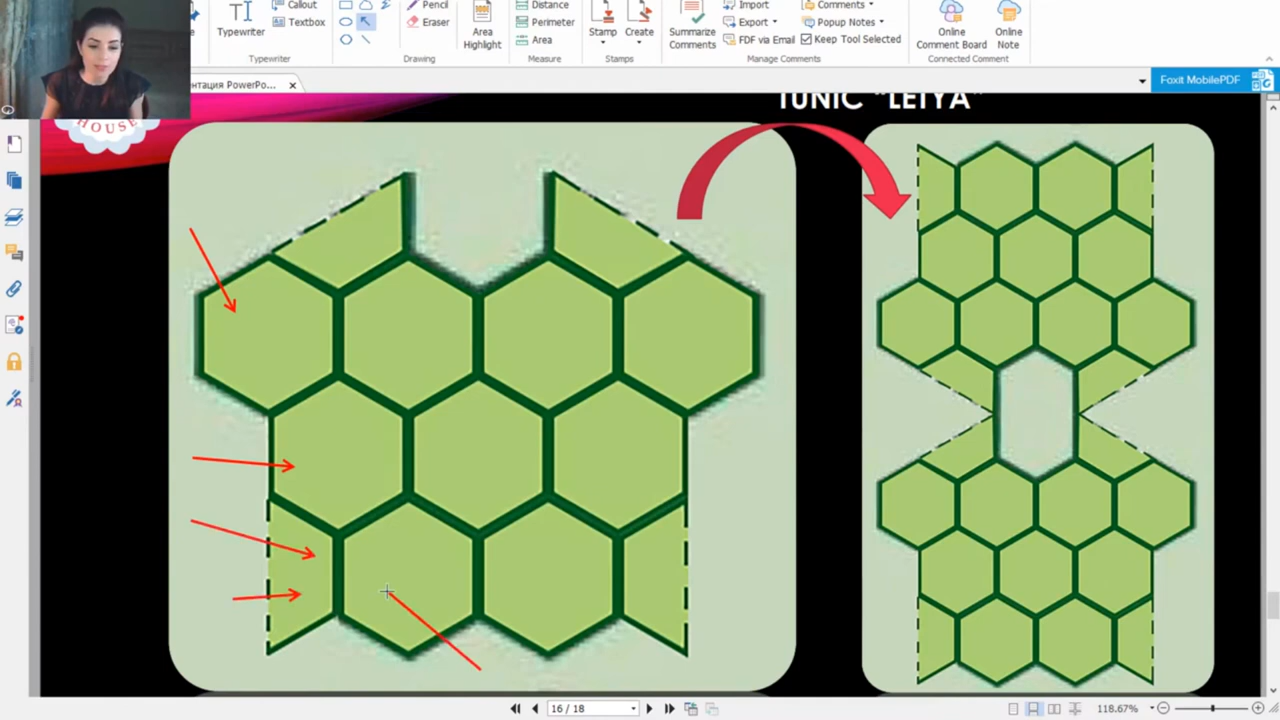 Typewriter
Callout
Textbox
Typewriter
Pencil
Eraser
Area
Highlight
Drawing
Distance
Perimeter
Area
Measure
Stamp
Create
Stamps
Summarize
Comments
Import
Export
FDF via Email
Comments
Popup Notes
Keep Tool Selected
Manage Comments
Online
Comment Board
Online
Note
Connected Comment
нтация PowerPo...
Foxit MobilePDF
HOUSE
TUNIC "LEIYA"
16 / 18
118.67%